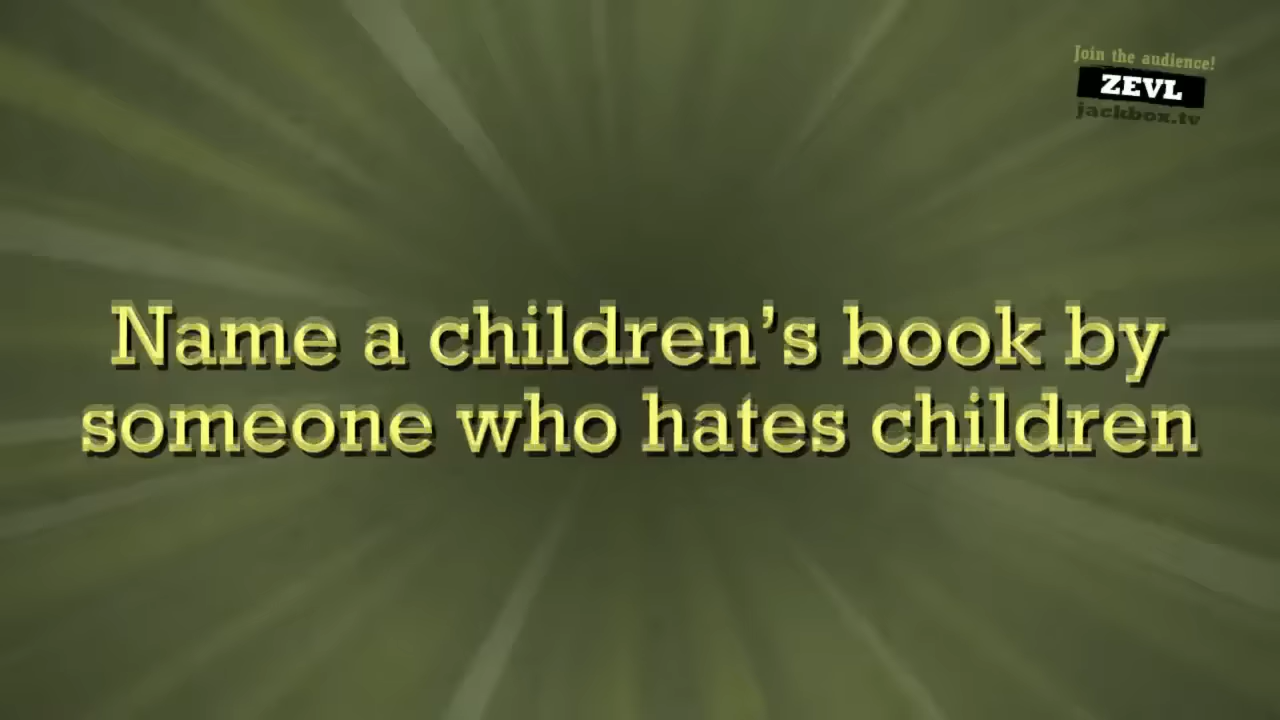 Join the audience!
ZEVL
jackbox.tv
Name a children's book by
someone who hates children